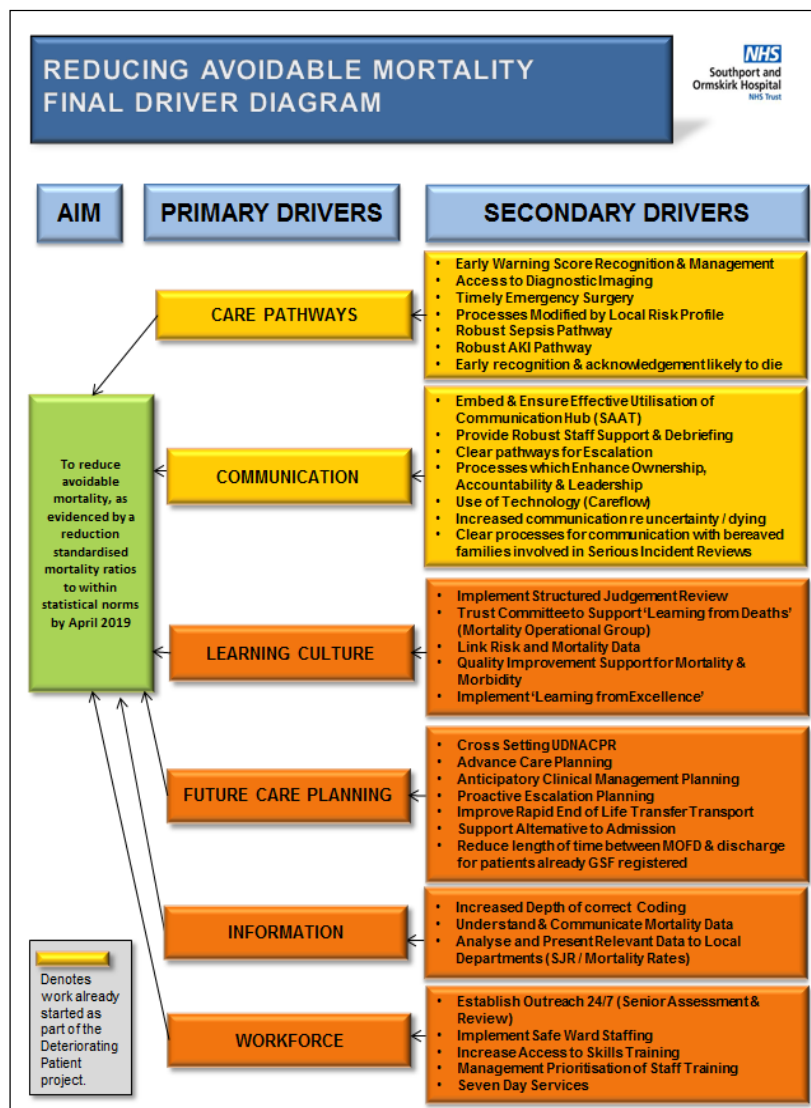 REDUCING AVOIDABLE MORTALITY
FINAL DRIVER DIAGRAM
NHS
Southport and
Ormskirk Hospital
NHS Trust
AIM
PRIMARY DRIVERS
SECONDARY DRIVERS
CARE PATHWAYS
• Early Warning Score Recognition & Management
• Access to Diagnostic Imaging
• Timely Emergency Surgery
• Processes Modified by Local Risk Profile
• Robust Sepsis Pathway
• Robust AKI Pathway
• Early recognition & acknowledgement likely to die
To reduce
avoidable
mortality, as
evidenced by a
reduction
standardised
mortality ratios
to within
statistical norms
by April 2019
COMMUNICATION
• Embed & Ensure Effective Utilisation of
Communication Hub (SAAT)
• Provide Robust Staff Support & Debriefing
• Clear pathways for Escalation
• Processes which Enhance Ownership,
Accountability & Leadership
• Use of Technology (Careflow)
• Increased communication re uncertainty / dying
• Clear processes for communication with bereaved
families involved in Serious Incident Reviews
LEARNING CULTURE
• Implement Structured Judgement Review
• Trust Committee to Support ‘Learning from Deaths’
(Mortality Operational Group)
• Link Risk and Mortality Data
• Quality Improvement Support for Mortality &
Morbidity
• Implement ‘Learning from Excellence’
FUTURE CARE PLANNING
• Cross Setting UDNACPR
• Advance Care Planning
• Anticipatory Clinical Management Planning
• Proactive Escalation Planning
• Improve Rapid End of Life Transfer Transport
• Support Alternative to Admission
• Reduce length of time between MOFD & discharge
for patients already GSF registered
INFORMATION
• Increased Depth of correct Coding
• Understand & Communicate Mortality Data
• Analyse and Present Relevant Data to Local
Departments (SJR / Mortality Rates)
WORKFORCE
• Establish Outreach 24/7 (Senior Assessment &
Review)
• Implement Safe Ward Staffing
• Increase Access to Skills Training
• Management Prioritisation of Staff Training
• Seven Day Services
Denotes
work already
started as
part of the
Deteriorating
Patient
project.